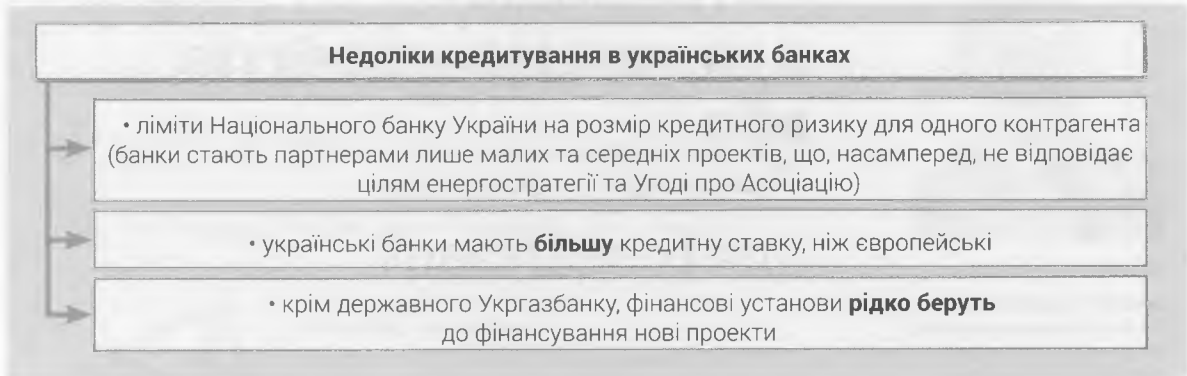 Недоліки кредитування в українських банках
• ліміти Національного банку України на розмір кредитного ризику для одного контрагента
(банки стають партнерами лише малих та середніх проектів, що, насамперед, не відповідає
цілям енергостратегії та Угоді про Асоціацію)
• українські банки мають більшу кредитну ставку, ніж європейські
• крім державного Укргазбанку, фінансові установи рідко беруть
до фінансування нові проекти